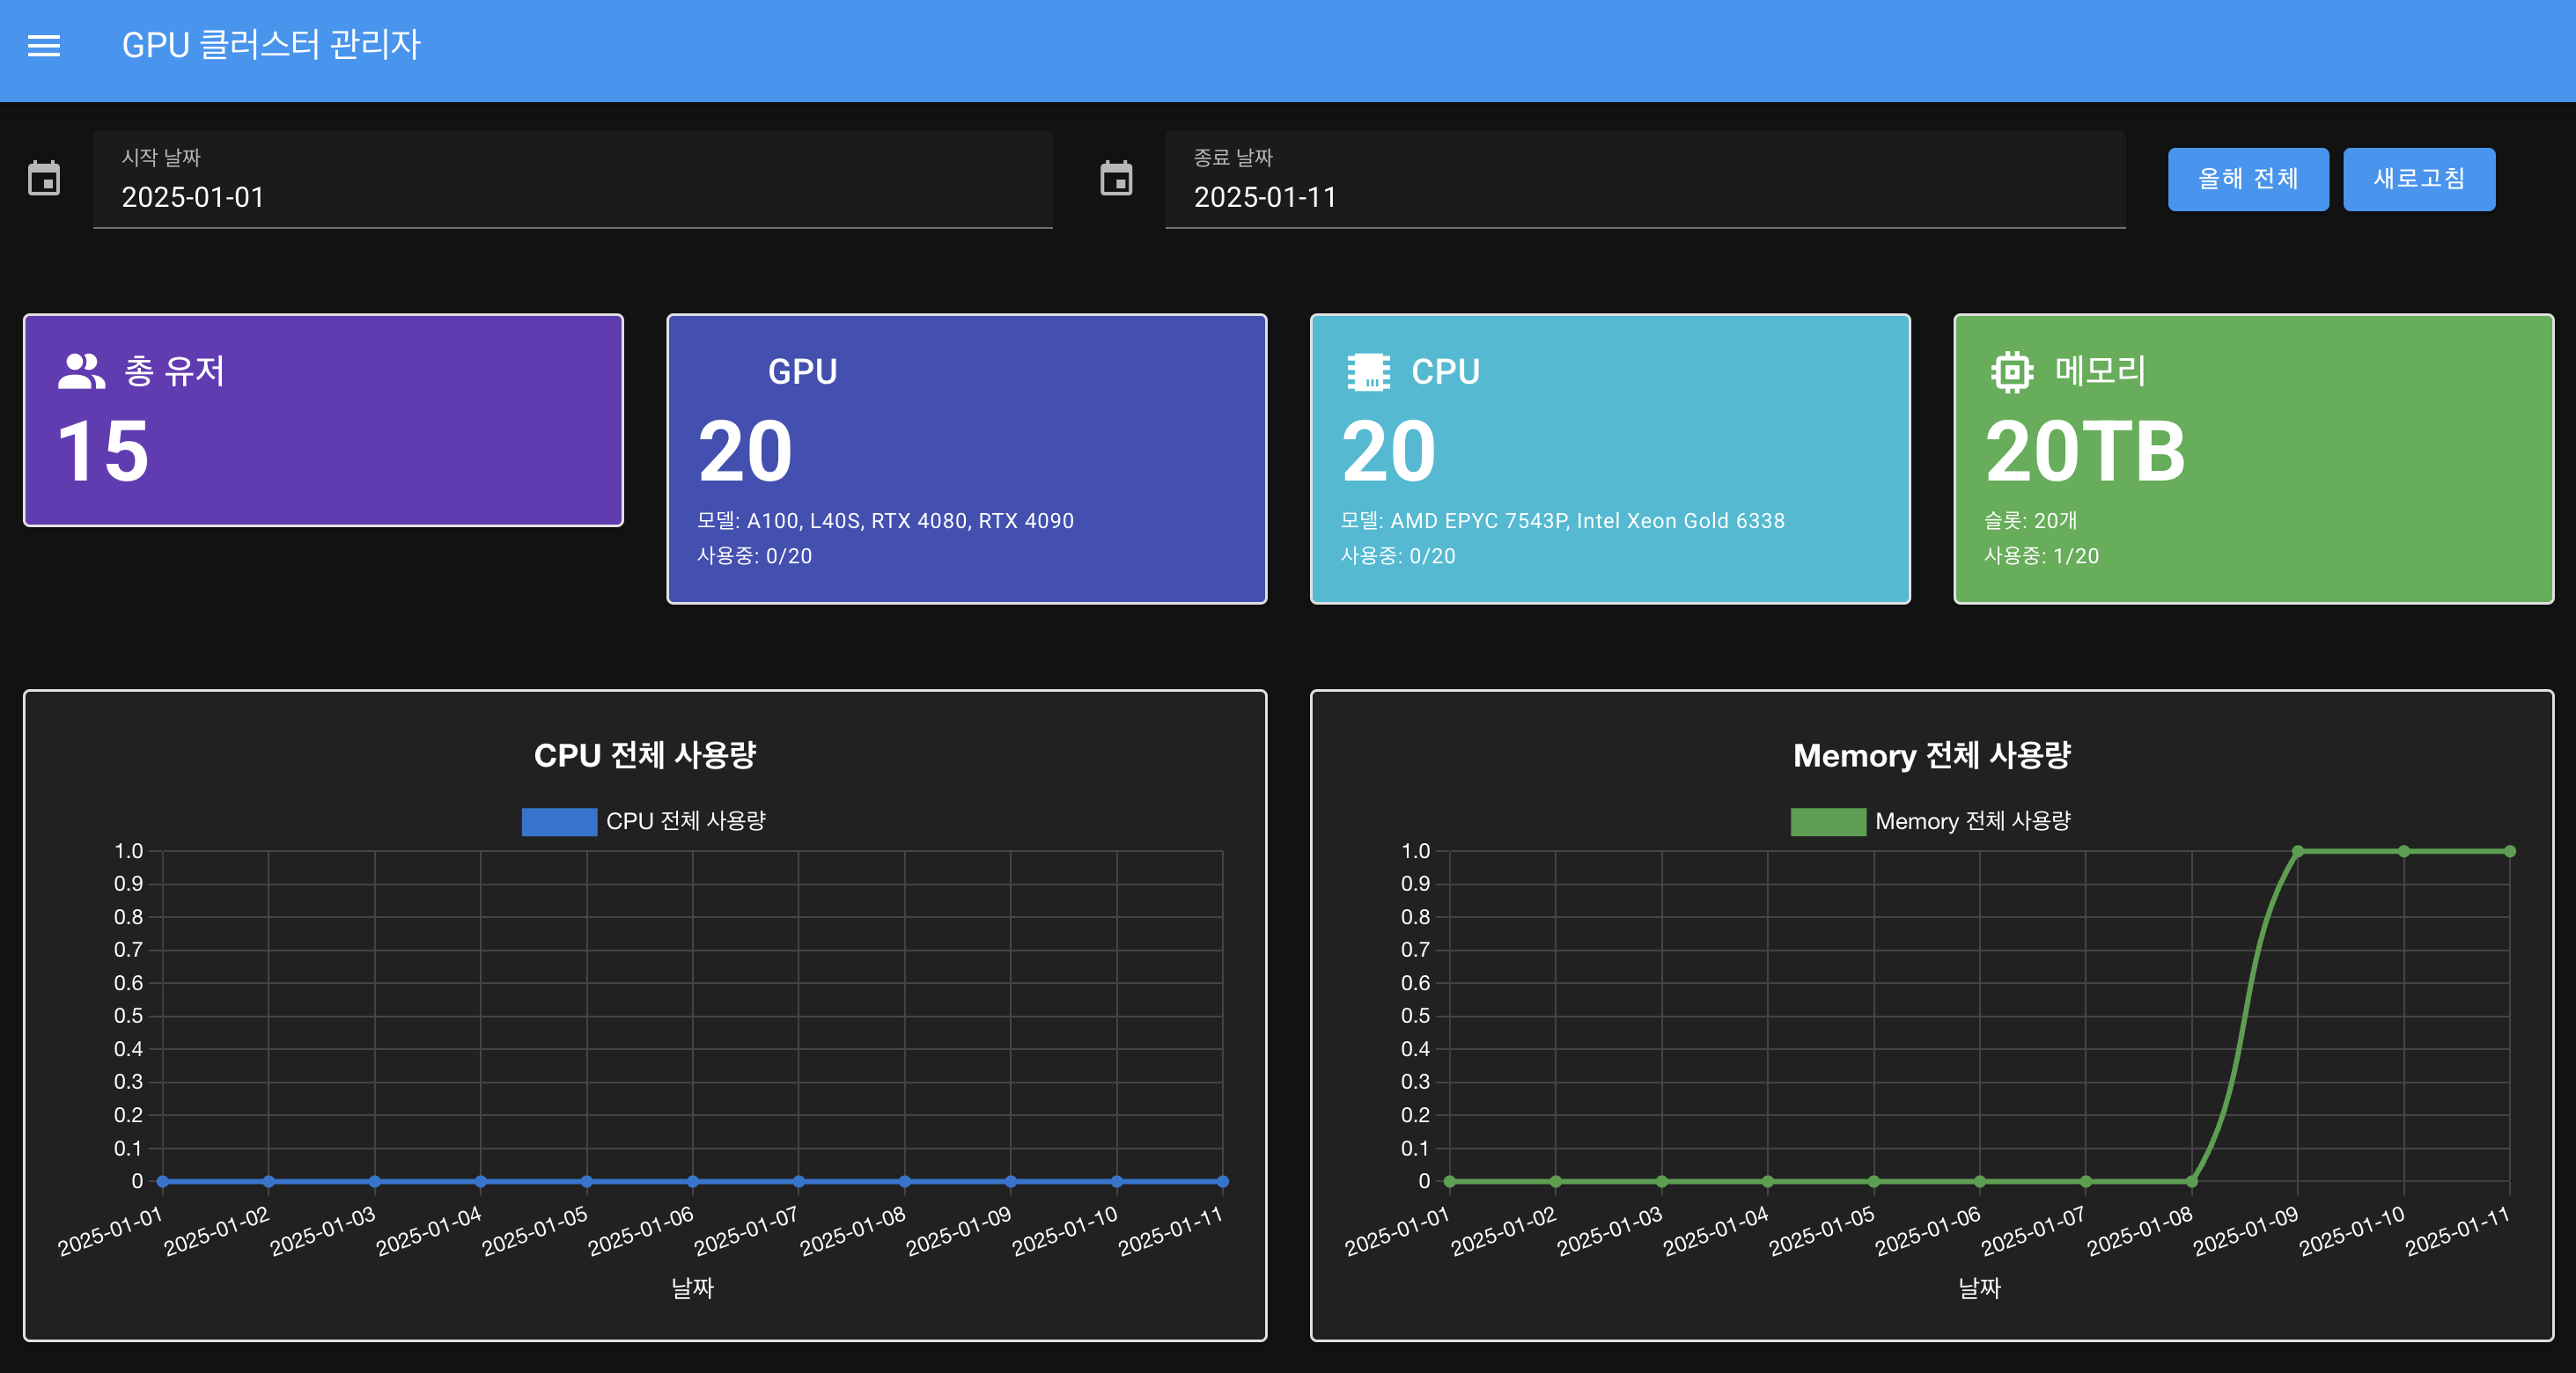 GPU 클러스터 관리자
시작 날짜
2025-01-01
종료 날짜
2025-01-11
올해 전체
새로고침
총 유저
15
GPU
20
모델: A100, L40S, RTX 4080, RTX 4090
사용중: 0/20
CPU
20
모델: AMD EPYC 7543P, Intel Xeon Gold 6338
사용중: 0/20
메모리
20TB
슬롯: 20개
사용중: 1/20
CPU 전체 사용량
CPU 전체 사용량
1.0
0.9
0.8
0.7
0.6
0.5
0.4
0.3
0.2
0.1
0
2025-01-01
2025-01-02
2025-01-03
2025-01-04
2025-01-05
2025-01-06
2025-01-07
2025-01-08
2025-01-09
2025-01-10
2025-01-11
날짜
Memory 전체 사용량
Memory 전체 사용량
1.0
0.9
0.8
0.7
0.6
0.5
0.4
0.3
0.2
0.1
0
2025-01-01
2025-01-02
2025-01-03
2025-01-04
2025-01-05
2025-01-06
2025-01-07
2025-01-08
2025-01-09
2025-01-10
2025-01-11
날짜